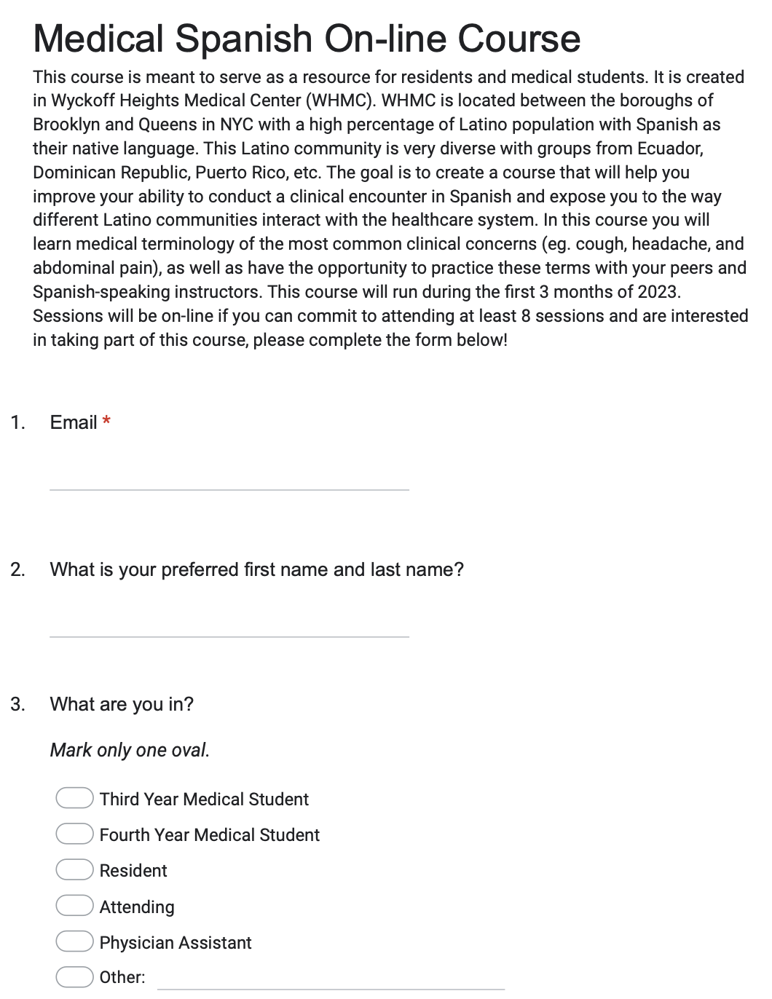 Medical Spanish On-line Course
This course is meant to serve as a resource for residents and medical students. It is created
in Wyckoff Heights Medical Center (WHMC). WHMC is located between the boroughs of
Brooklyn and Queens in NYC with a high percentage of Latino population with Spanish as
their native language. This Latino community is very diverse with groups from Ecuador,
Dominican Republic, Puerto Rico, etc. The goal is to create a course that will help you
improve your ability to conduct a clinical encounter in Spanish and expose you to the way
different Latino communities interact with the healthcare system. In this course you will
learn medical terminology of the most common clinical concerns (eg. cough, headache, and
abdominal pain), as well as have the opportunity to practice these terms with your peers and
Spanish-speaking instructors. This course will run during the first 3 months of 2023.
Sessions will be on-line if you can commit to attending at least 8 sessions and are interested
in taking part of this course, please complete the form below!
1. Email *
2. What is your preferred first name and last name?
3. What are you in?
Mark only one oval.
Third Year Medical Student
Fourth Year Medical Student
Resident
Attending
Physician Assistant
Other: